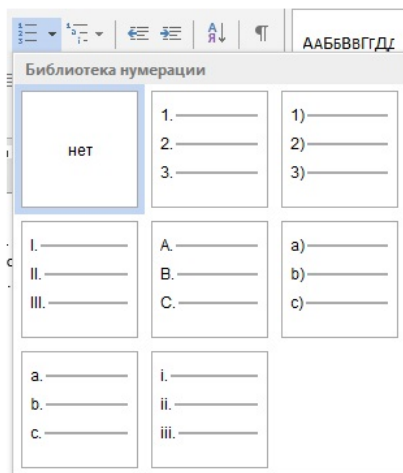 АаБбВвГгДд
Библиотека нумерации
нет
1.
2.
3.
1)
2)
3)
I.
II.
III.
A.
B.
C.
a)
b)
c)
a.
b.
c.
i.
ii.
iii.